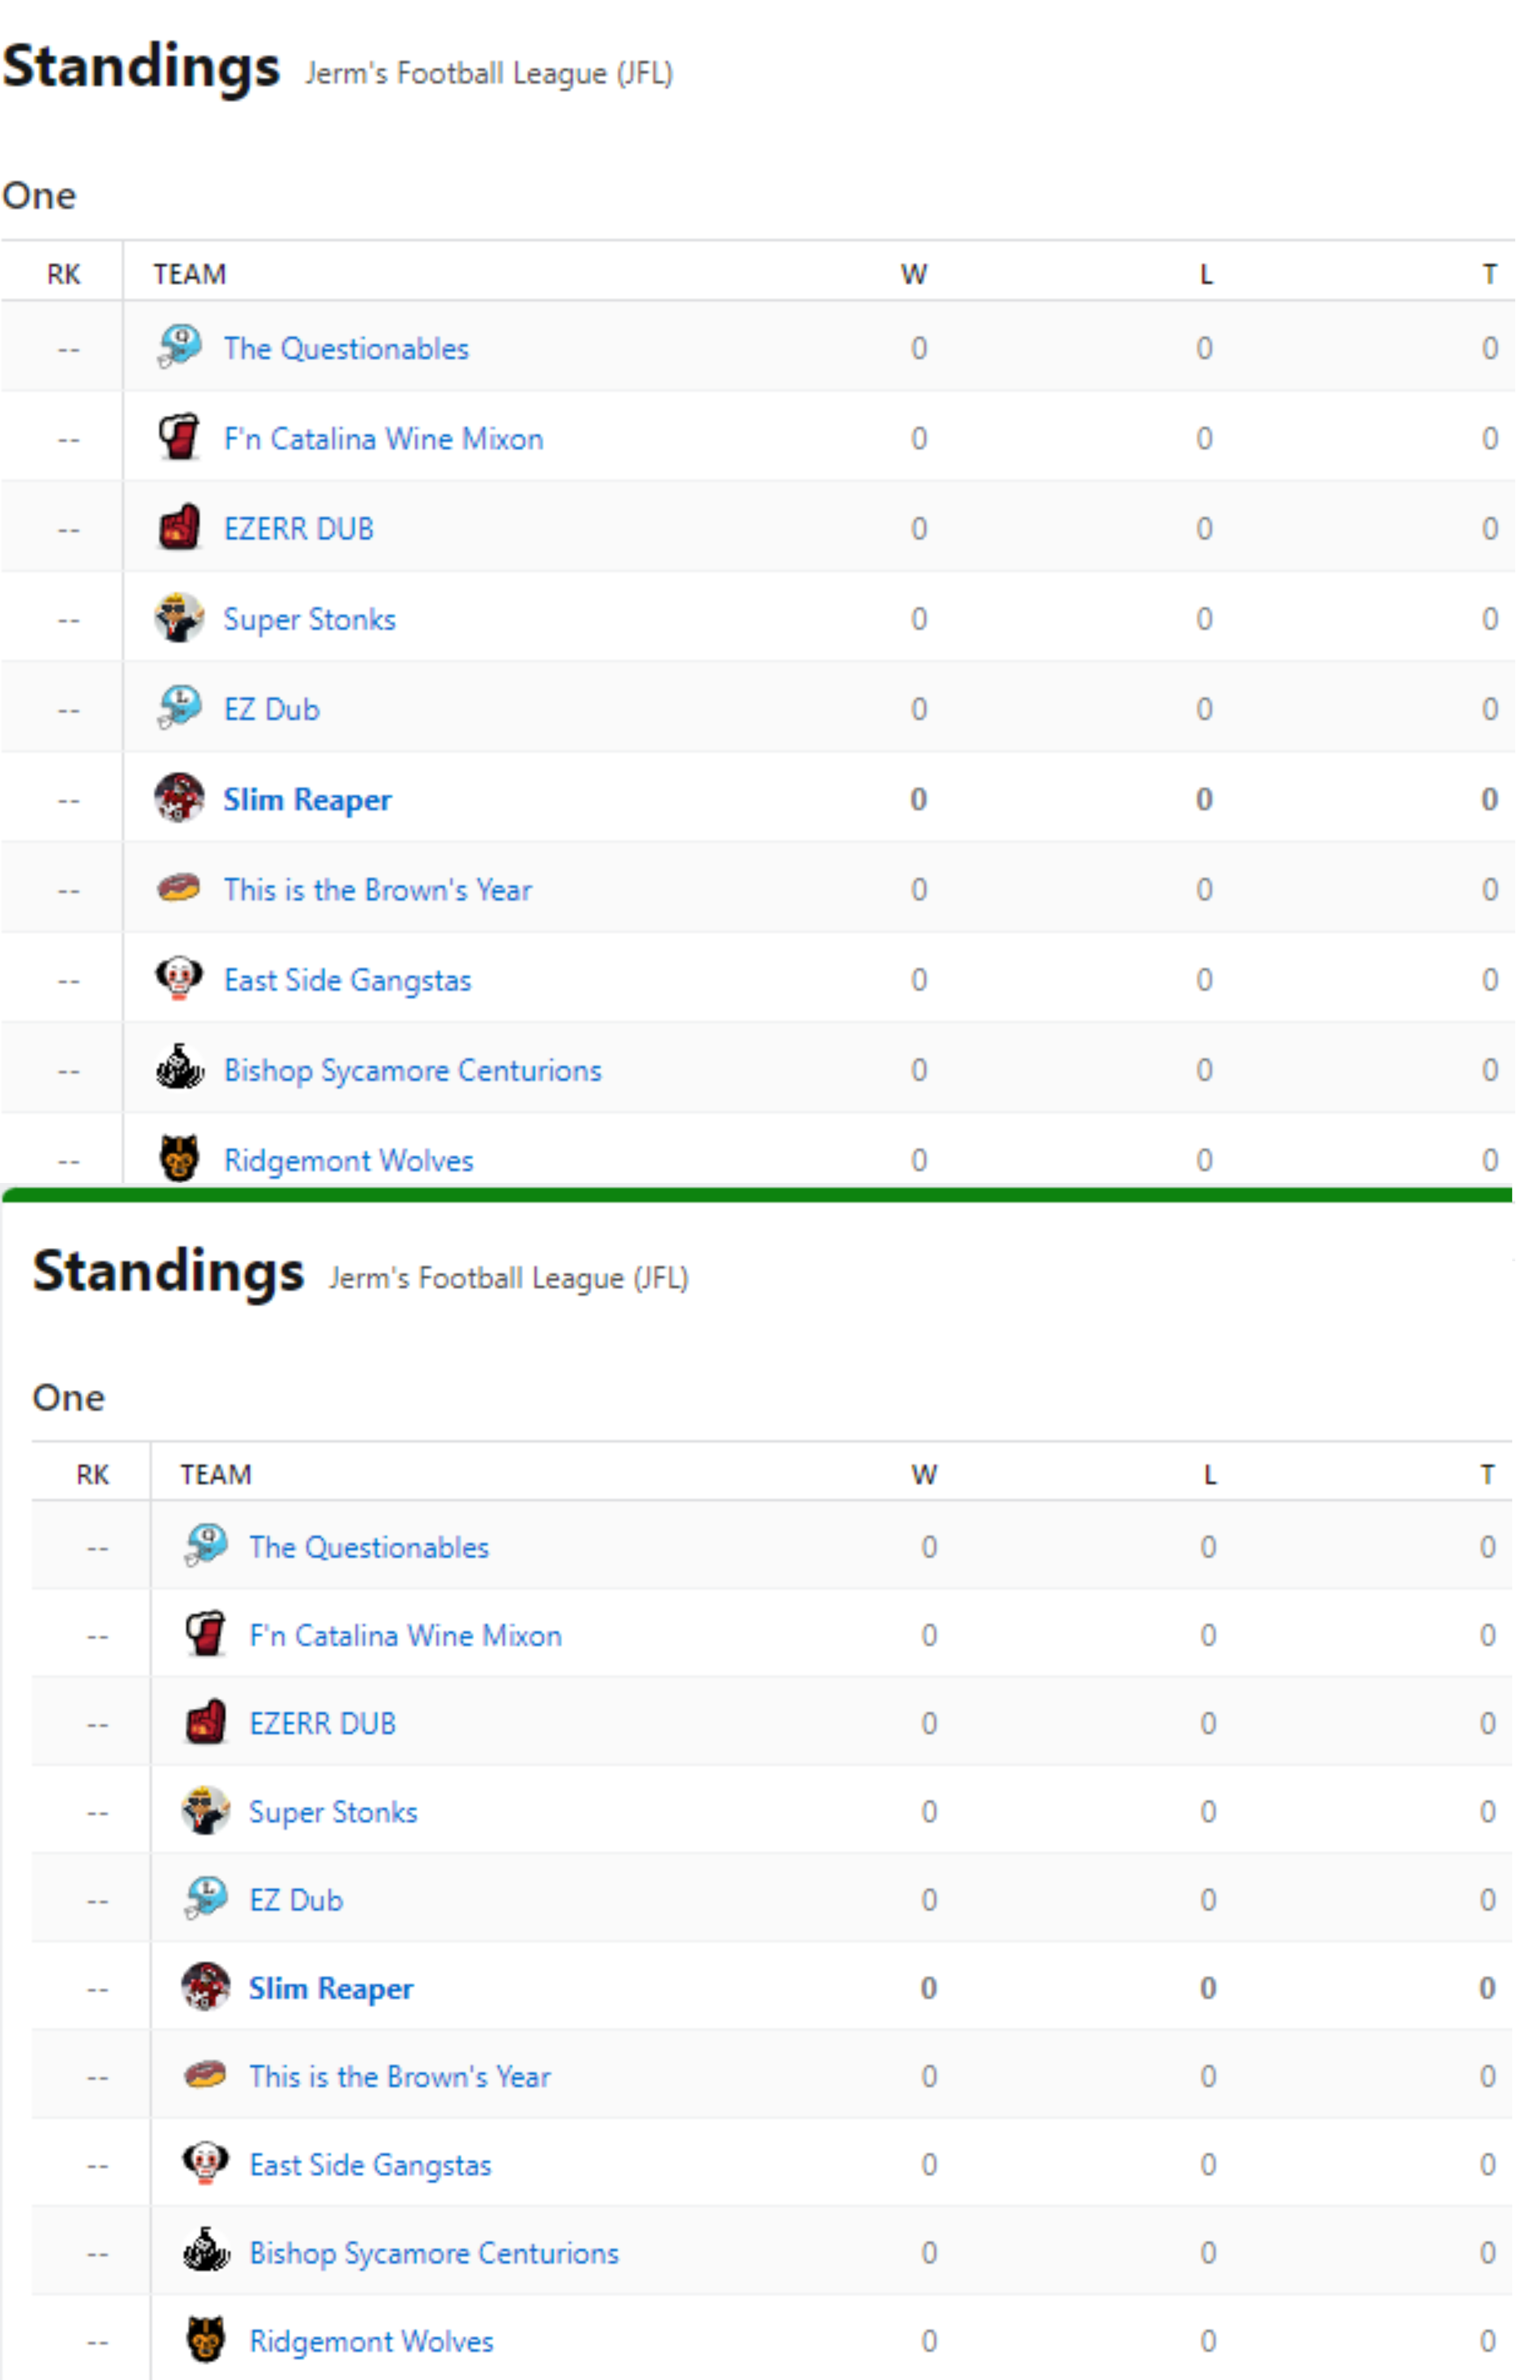 Standings Jerm's Football League (JFL)
One
RK TEAM W L T
-- The Questionables 0 0 0
-- F'n Catalina Wine Mixon 0 0 0
-- EZERR DUB 0 0 0
-- Super Stonks 0 0 0
-- EZ Dub 0 0 0
-- Slim Reaper 0 0 0
-- This is the Brown's Year 0 0 0
-- East Side Gangstas 0 0 0
-- Bishop Sycamore Centurions 0 0 0
-- Ridgemont Wolves 0 0 0
Standings Jerm's Football League (JFL)
One
RK TEAM W L T
-- The Questionables 0 0 0
-- F'n Catalina Wine Mixon 0 0 0
-- EZERR DUB 0 0 0
-- Super Stonks 0 0 0
-- EZ Dub 0 0 0
-- Slim Reaper 0 0 0
-- This is the Brown's Year 0 0 0
-- East Side Gangstas 0 0 0
-- Bishop Sycamore Centurions 0 0 0
-- Ridgemont Wolves 0 0 0